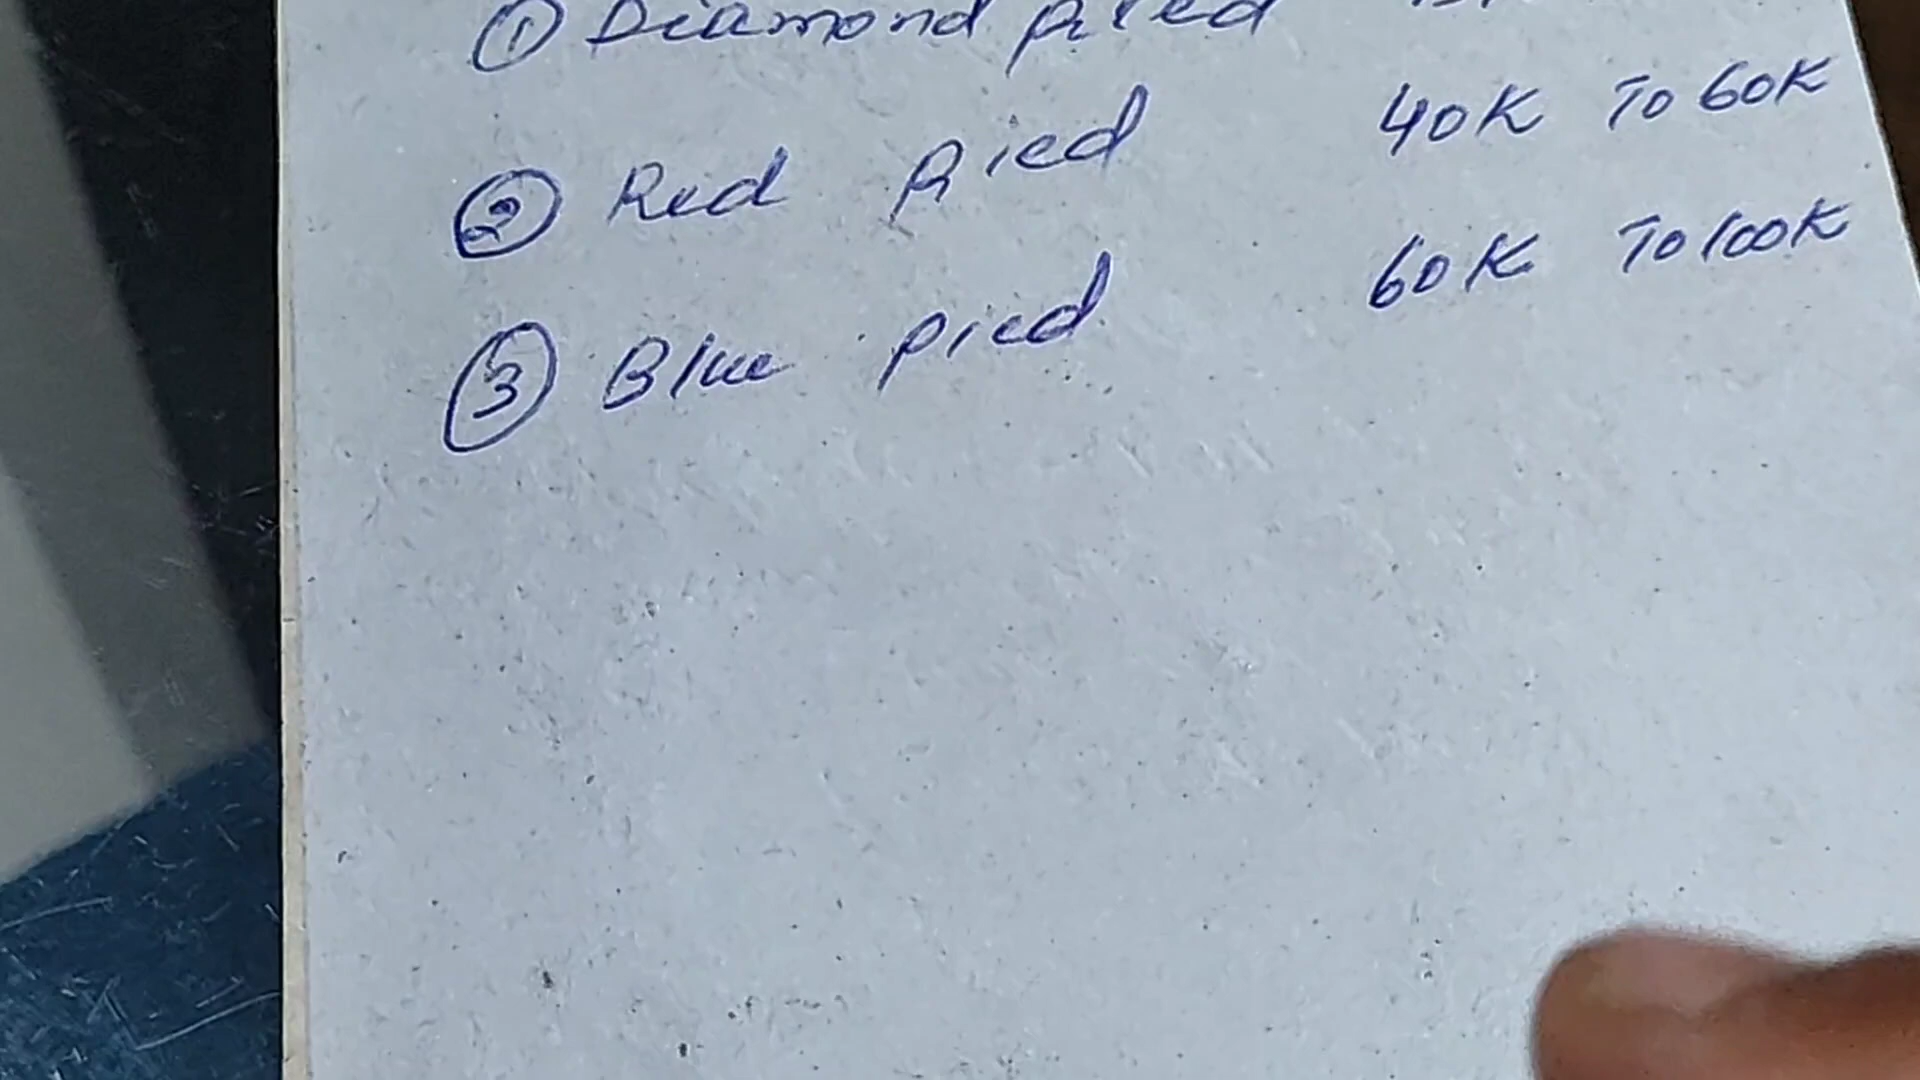 ① Diamond Pied
② Red Pied 40K To 60K
③ Blue Pied 60K To 100K